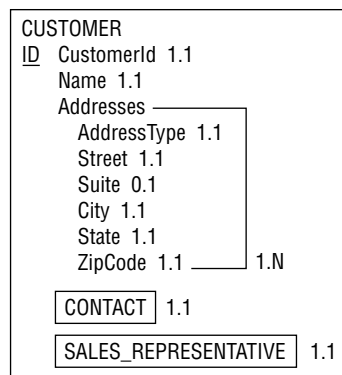 CUSTOMER
ID CustomerId 1.1
Name 1.1
Addresses
AddressType 1.1
Street 1.1
Suite 0.1
City 1.1
State 1.1
ZipCode 1.1 1.N
CONTACT 1.1
SALES_REPRESENTATIVE 1.1